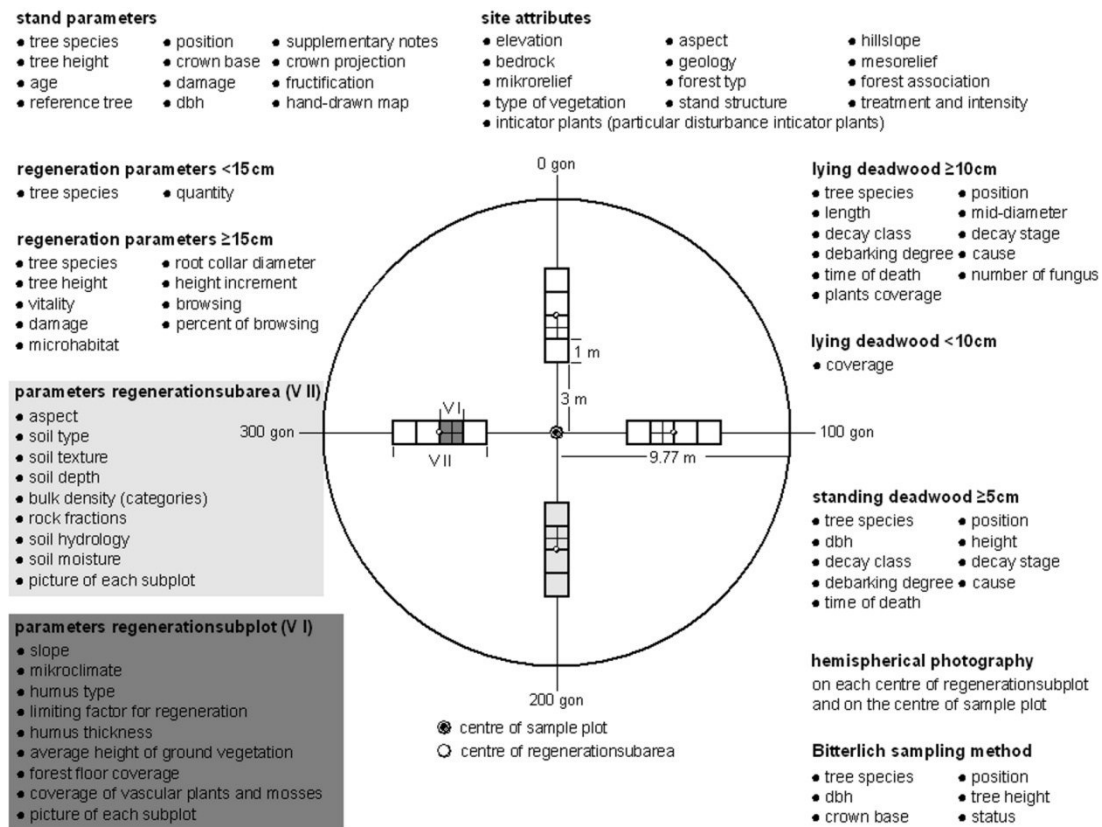 stand parameters
• tree species • position • supplementary notes
• tree height • crown base • crown projection
• age • damage • fructification
• reference tree • dbh • hand-drawn map
site attributes
• elevation • aspect • hillslope
• bedrock • geology • mesorelief
• mikrorelief • forest typ • forest association
• type of vegetation • stand structure • treatment and intensity
• inticator plants (particular disturbance inticator plants)
regeneration parameters <15cm
• tree species • quantity
regeneration parameters ≥15cm
• tree species • root collar diameter
• tree height • height increment
• vitality • browsing
• damage • percent of browsing
• microhabitat
parameters regenerationsubarea (V II)
• aspect
• soil type
• soil texture
• soil depth
• bulk density (categories)
• rock fractions
• soil hydrology
• soil moisture
• picture of each subplot
parameters regenerationsubplot (V I)
• slope
• mikroclimate
• humus type
• limiting factor for regeneration
• humus thickness
• average height of ground vegetation
• forest floor coverage
• coverage of vascular plants and mosses
• picture of each subplot
0 gon
1 m
3 m
300 gon
VI
VII
100 gon
9.77 m
200 gon
centre of sample plot
centre of regenerationsubarea
lying deadwood ≥10cm
• tree species • position
• length • mid-diameter
• decay class • decay stage
• debarking degree • cause
• time of death • number of fungus
• plants coverage
lying deadwood <10cm
• coverage
standing deadwood ≥5cm
• tree species • position
• dbh • height
• decay class • decay stage
• debarking degree • cause
• time of death
hemispherical photography
on each centre of regenerationsubplot
and on the centre of sample plot
Bitterlich sampling method
• tree species • position
• dbh • tree height
• crown base • status